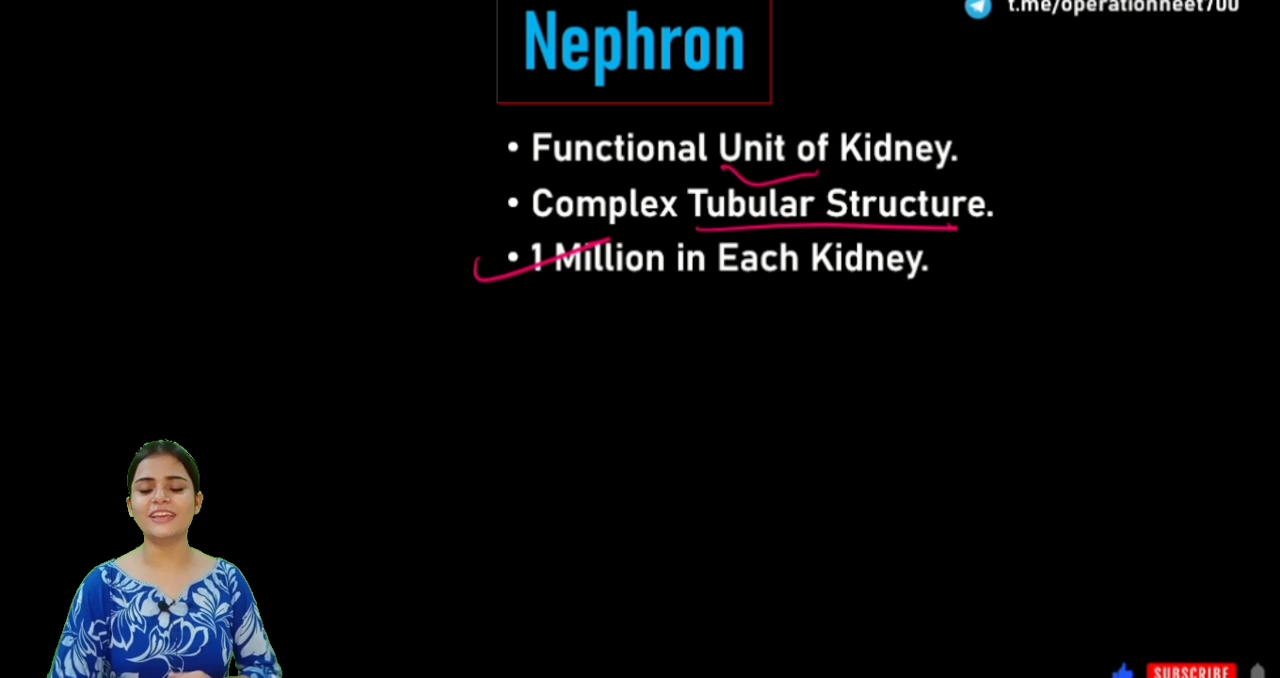 t.me/operationneet700
Nephron
• Functional Unit of Kidney.
• Complex Tubular Structure.
• 1 Million in Each Kidney.
SUBSCRIBE